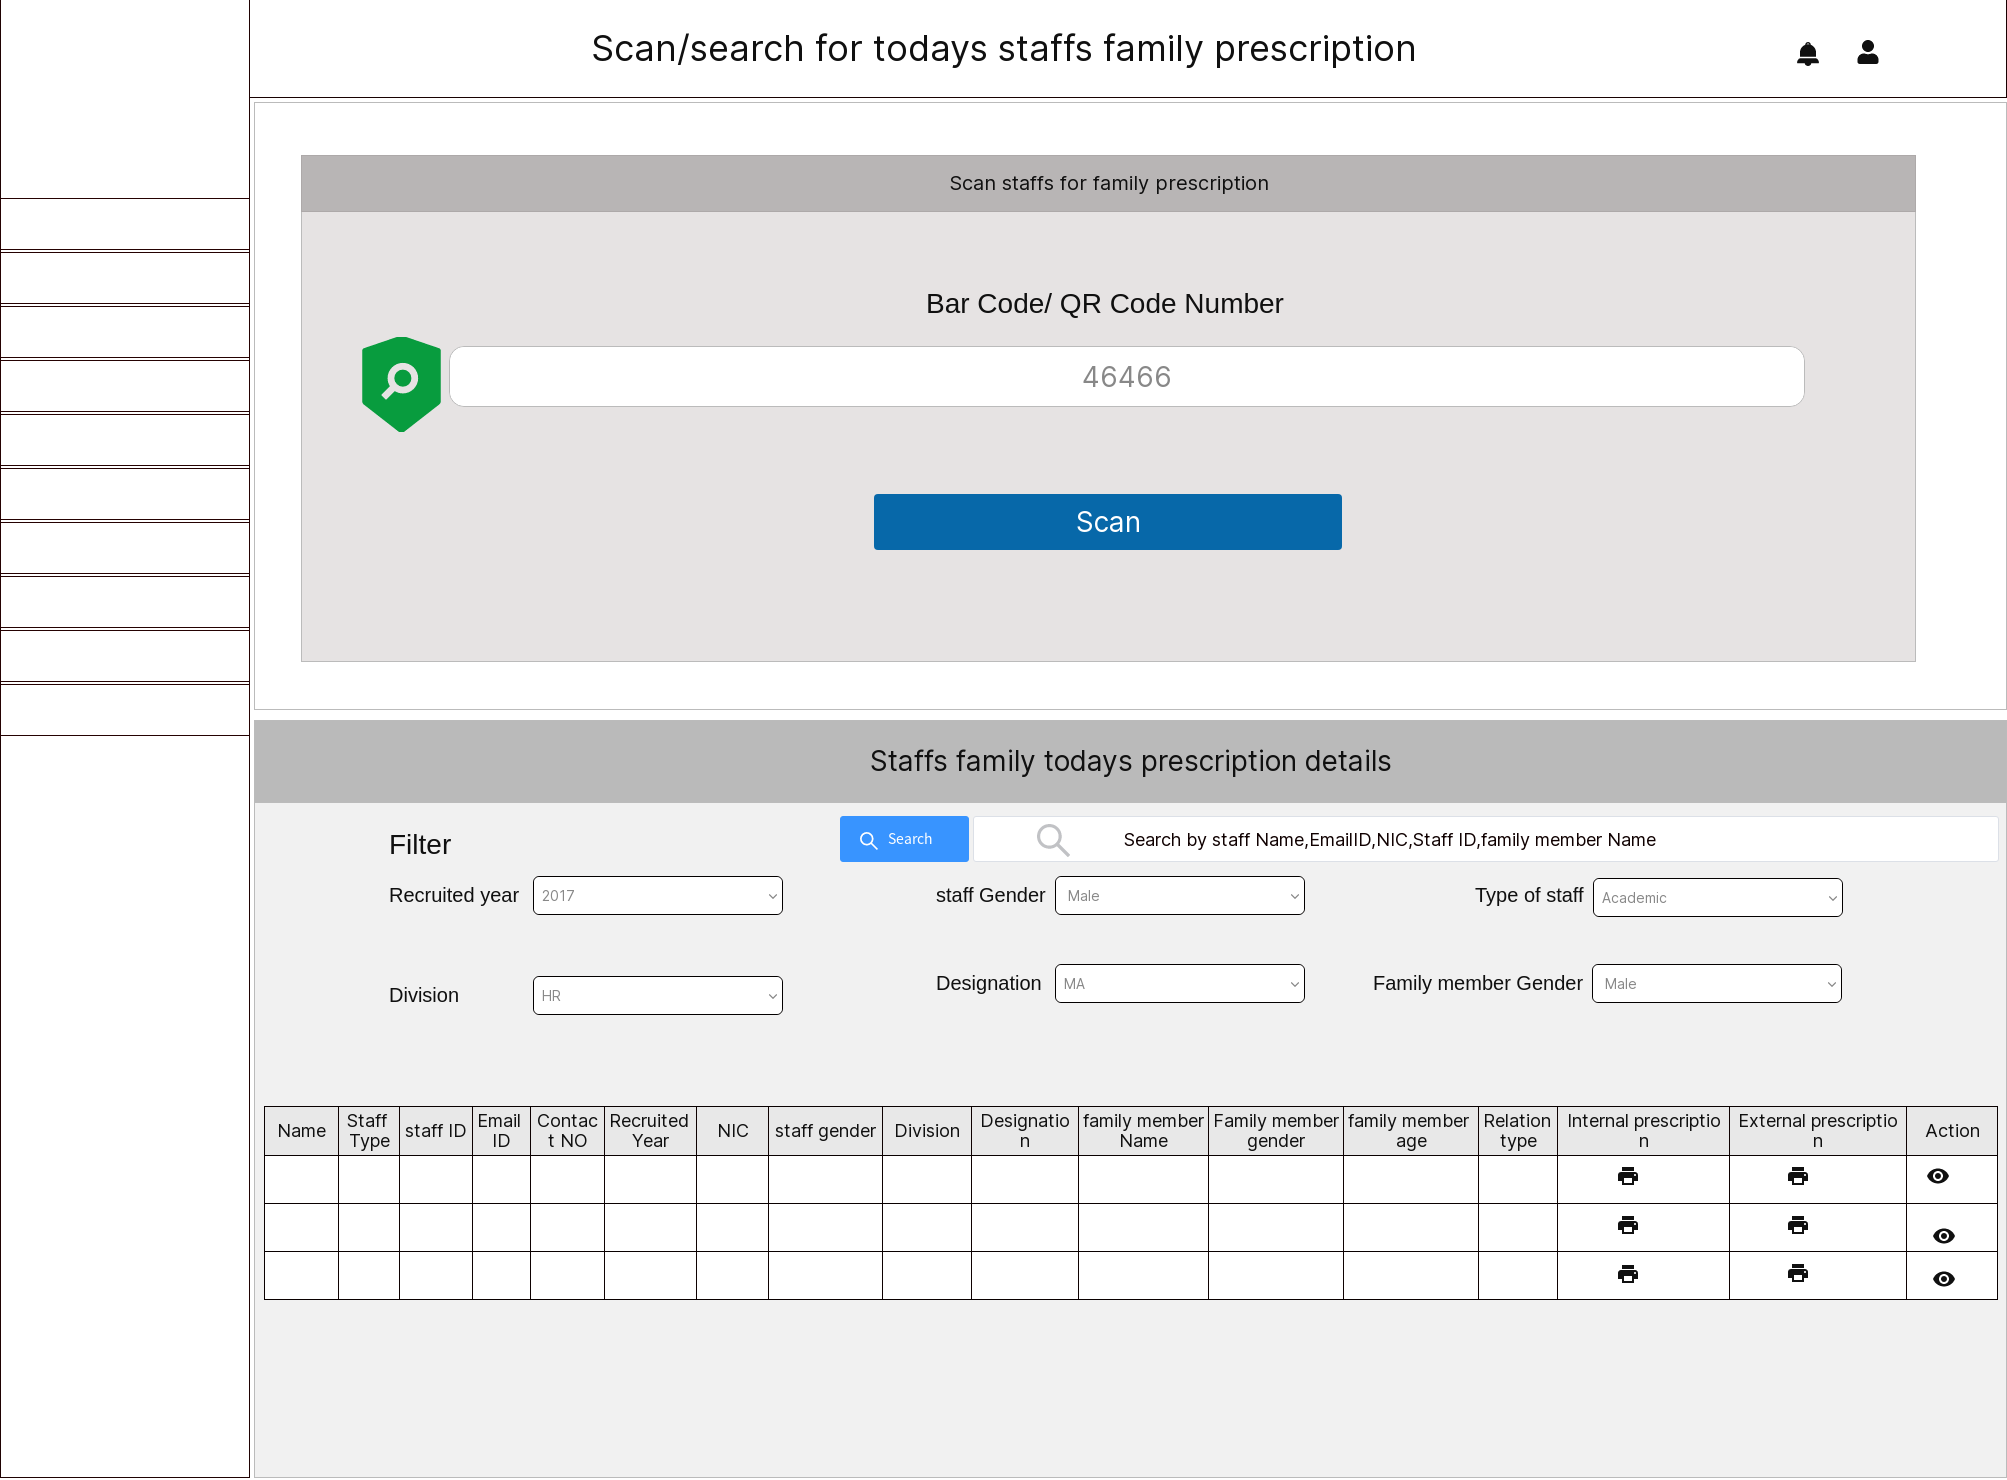 Scan/search for todays staffs family prescription
Scan staffs for family prescription
Bar Code/ QR Code Number
46466
Scan
Staffs family todays prescription details
Filter
Search
Search by staff Name,EmailID,NIC,Staff ID,family member Name
Recruited year
2017
staff Gender
Male
Type of staff
Academic
Division
HR
Designation
MA
Family member Gender
Male
Name
Staff
Type
staff ID
Email
ID
Contac
t NO
Recruited
Year
NIC
staff gender
Division
Designatio
n
family member
Name
Family member
gender
family member
age
Relation
type
Internal prescriptio
n
External prescriptio
n
Action